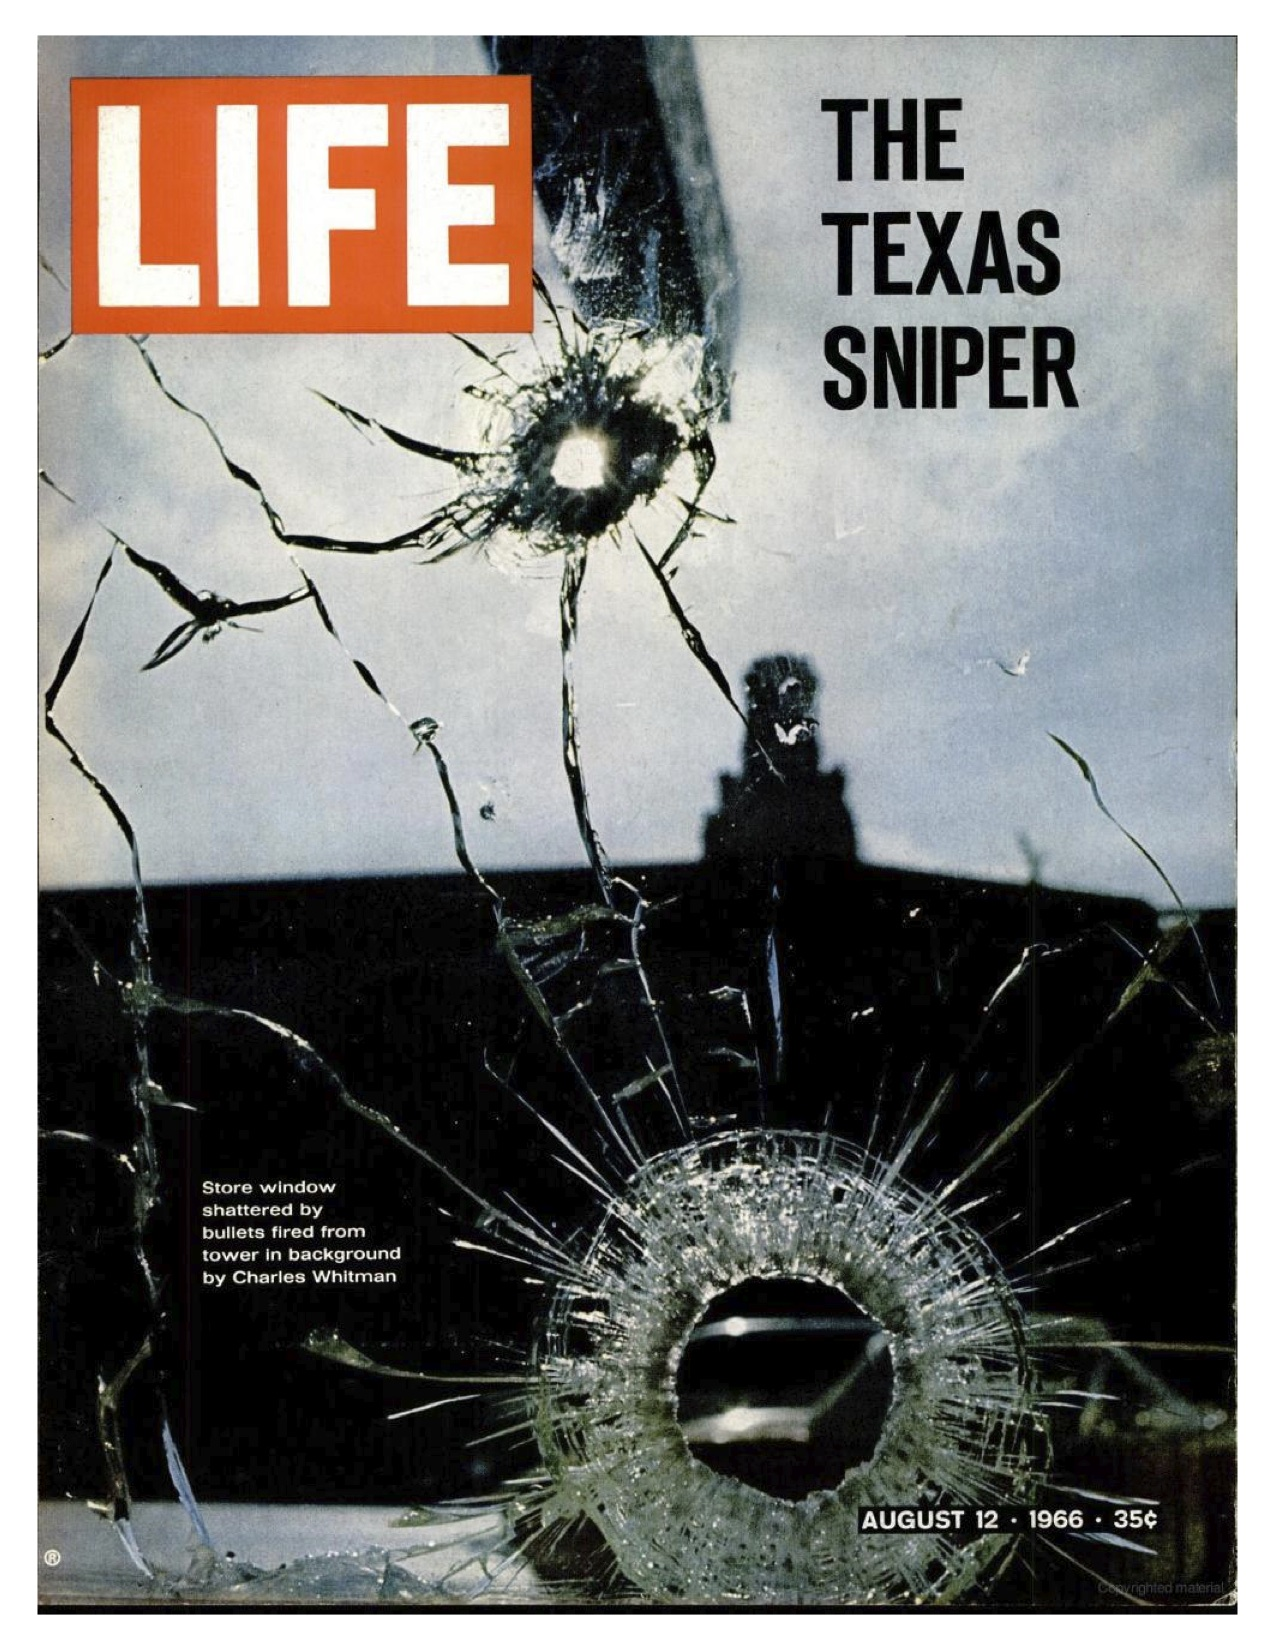 LIFE
THE
TEXAS
SNIPER
Store window
shattered by
bullets fired from
tower in background
by Charles Whitman
AUGUST 12 · 1966 · 35¢
®
Copyrighted material